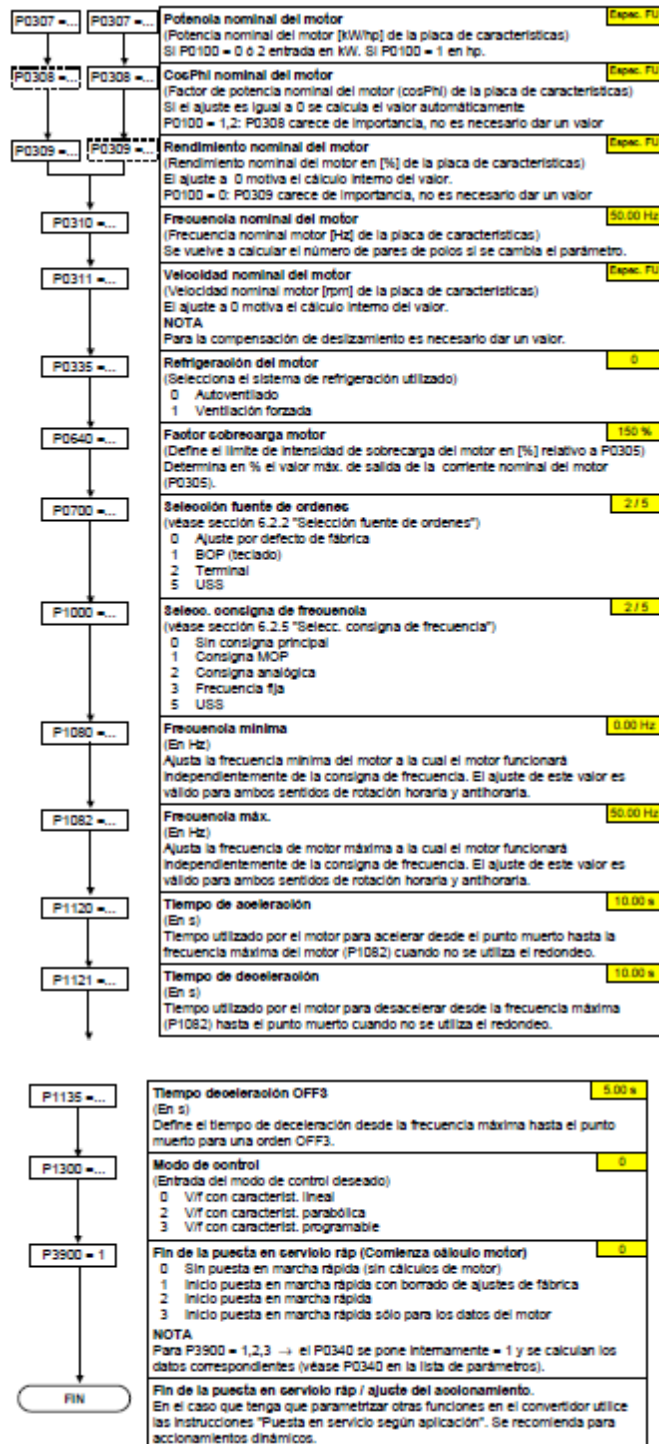 P0307 =...
P0307 =...
Potencia nominal del motor
Espec. FU
(Potencia nominal del motor [kW/hp] de la placa de características)
Si P0100 = 0 ó 2 entrada en kW. Si P0100 = 1 en hp.
P0308 =...
P0308 =...
CosPhi nominal del motor
Espec. FU
(Factor de potencia nominal del motor (cosPhi) de la placa de características)
Si el ajuste es igual a 0 se calcula el valor automáticamente
P0100 = 1,2: P0308 carece de importancia, no es necesario dar un valor
P0309 =...
P0309 =...
Rendimiento nominal del motor
Espec. FU
(Rendimiento nominal del motor en [%] de la placa de características)
El ajuste a 0 motiva el cálculo interno del valor.
P0100 = 0: P0309 carece de importancia, no es necesario dar un valor
P0310 =...
Frecuencia nominal del motor
50.00 Hz
(Frecuencia nominal motor [Hz] de la placa de características)
Se vuelve a calcular el número de pares de polos si se cambia el parámetro.
P0311 =...
Velocidad nominal del motor
Espec. FU
(Velocidad nominal motor [rpm] de la placa de características)
El ajuste a 0 motiva el cálculo interno del valor.
NOTA
Para la compensación de deslizamiento es necesario dar un valor.
P0335 =...
Refrigeración del motor
0
(Selecciona el sistema de refrigeración utilizado)
0 Autoventilado
1 Ventilación forzada
P0640 =...
Factor sobrecarga motor
150 %
(Define el límite de intensidad de sobrecarga del motor en [%] relativo a P0305)
Determina en % el valor máx. de salida de la corriente nominal del motor
(P0305).
P0700 =...
Selección fuente de ordenes
2 / 5
(véase sección 6.2.2 "Selección fuente de ordenes")
0 Ajuste por defecto de fábrica
1 BOP (teclado)
2 Terminal
5 USS
P1000 =...
Selecc. consigna de frecuencia
2 / 5
(véase sección 6.2.5 "Selecc. consigna de frecuencia")
0 Sin consigna principal
1 Consigna MOP
2 Consigna analógica
3 Frecuencia fija
5 USS
P1080 =...
Frecuencia mínima
0.00 Hz
(En Hz)
Ajusta la frecuencia mínima del motor a la cual el motor funcionará
independientemente de la consigna de frecuencia. El ajuste de este valor es
válido para ambos sentidos de rotación horaria y antihoraria.
P1082 =...
Frecuencia máx.
50.00 Hz
(En Hz)
Ajusta la frecuencia de motor máxima a la cual el motor funcionará
independientemente de la consigna de frecuencia. El ajuste de este valor es
válido para ambos sentidos de rotación horaria y antihoraria.
P1120 =...
Tiempo de aceleración
10.00 s
(En s)
Tiempo utilizado por el motor para acelerar desde el punto muerto hasta la
frecuencia máxima del motor (P1082) cuando no se utiliza el redondeo.
P1121 =...
Tiempo de deceleración
10.00 s
(En s)
Tiempo utilizado por el motor para desacelerar desde la frecuencia máxima
(P1082) hasta el punto muerto cuando no se utiliza el redondeo.
P1135 =...
Tiempo deceleración OFF3
5.00 s
(En s)
Define el tiempo de deceleración desde la frecuencia máxima hasta el punto
muerto para una orden OFF3.
P1300 =...
Modo de control
0
(Entrada del modo de control deseado)
0 V/f con caracterist. lineal
2 V/f con caracterist. parabólica
3 V/f con caracterist. programable
P3900 = 1
Fin de la puesta en servicio ráp (Comienza cálculo motor)
0
0 Sin puesta en marcha rápida (sin cálculos de motor)
1 Inicio puesta en marcha rápida con borrado de ajustes de fábrica
2 Inicio puesta en marcha rápida
3 Inicio puesta en marcha rápida sólo para los datos del motor
NOTA
Para P3900 = 1,2,3 → el P0340 se pone internamente = 1 y se calculan los
datos correspondientes (véase P0340 en la lista de parámetros).
FIN
Fin de la puesta en servicio ráp / ajuste del accionamiento.
En el caso que tenga que parametrizar otras funciones en el convertidor utilice
las instrucciones "Puesta en servicio según aplicación". Se recomienda para
accionamientos dinámicos.